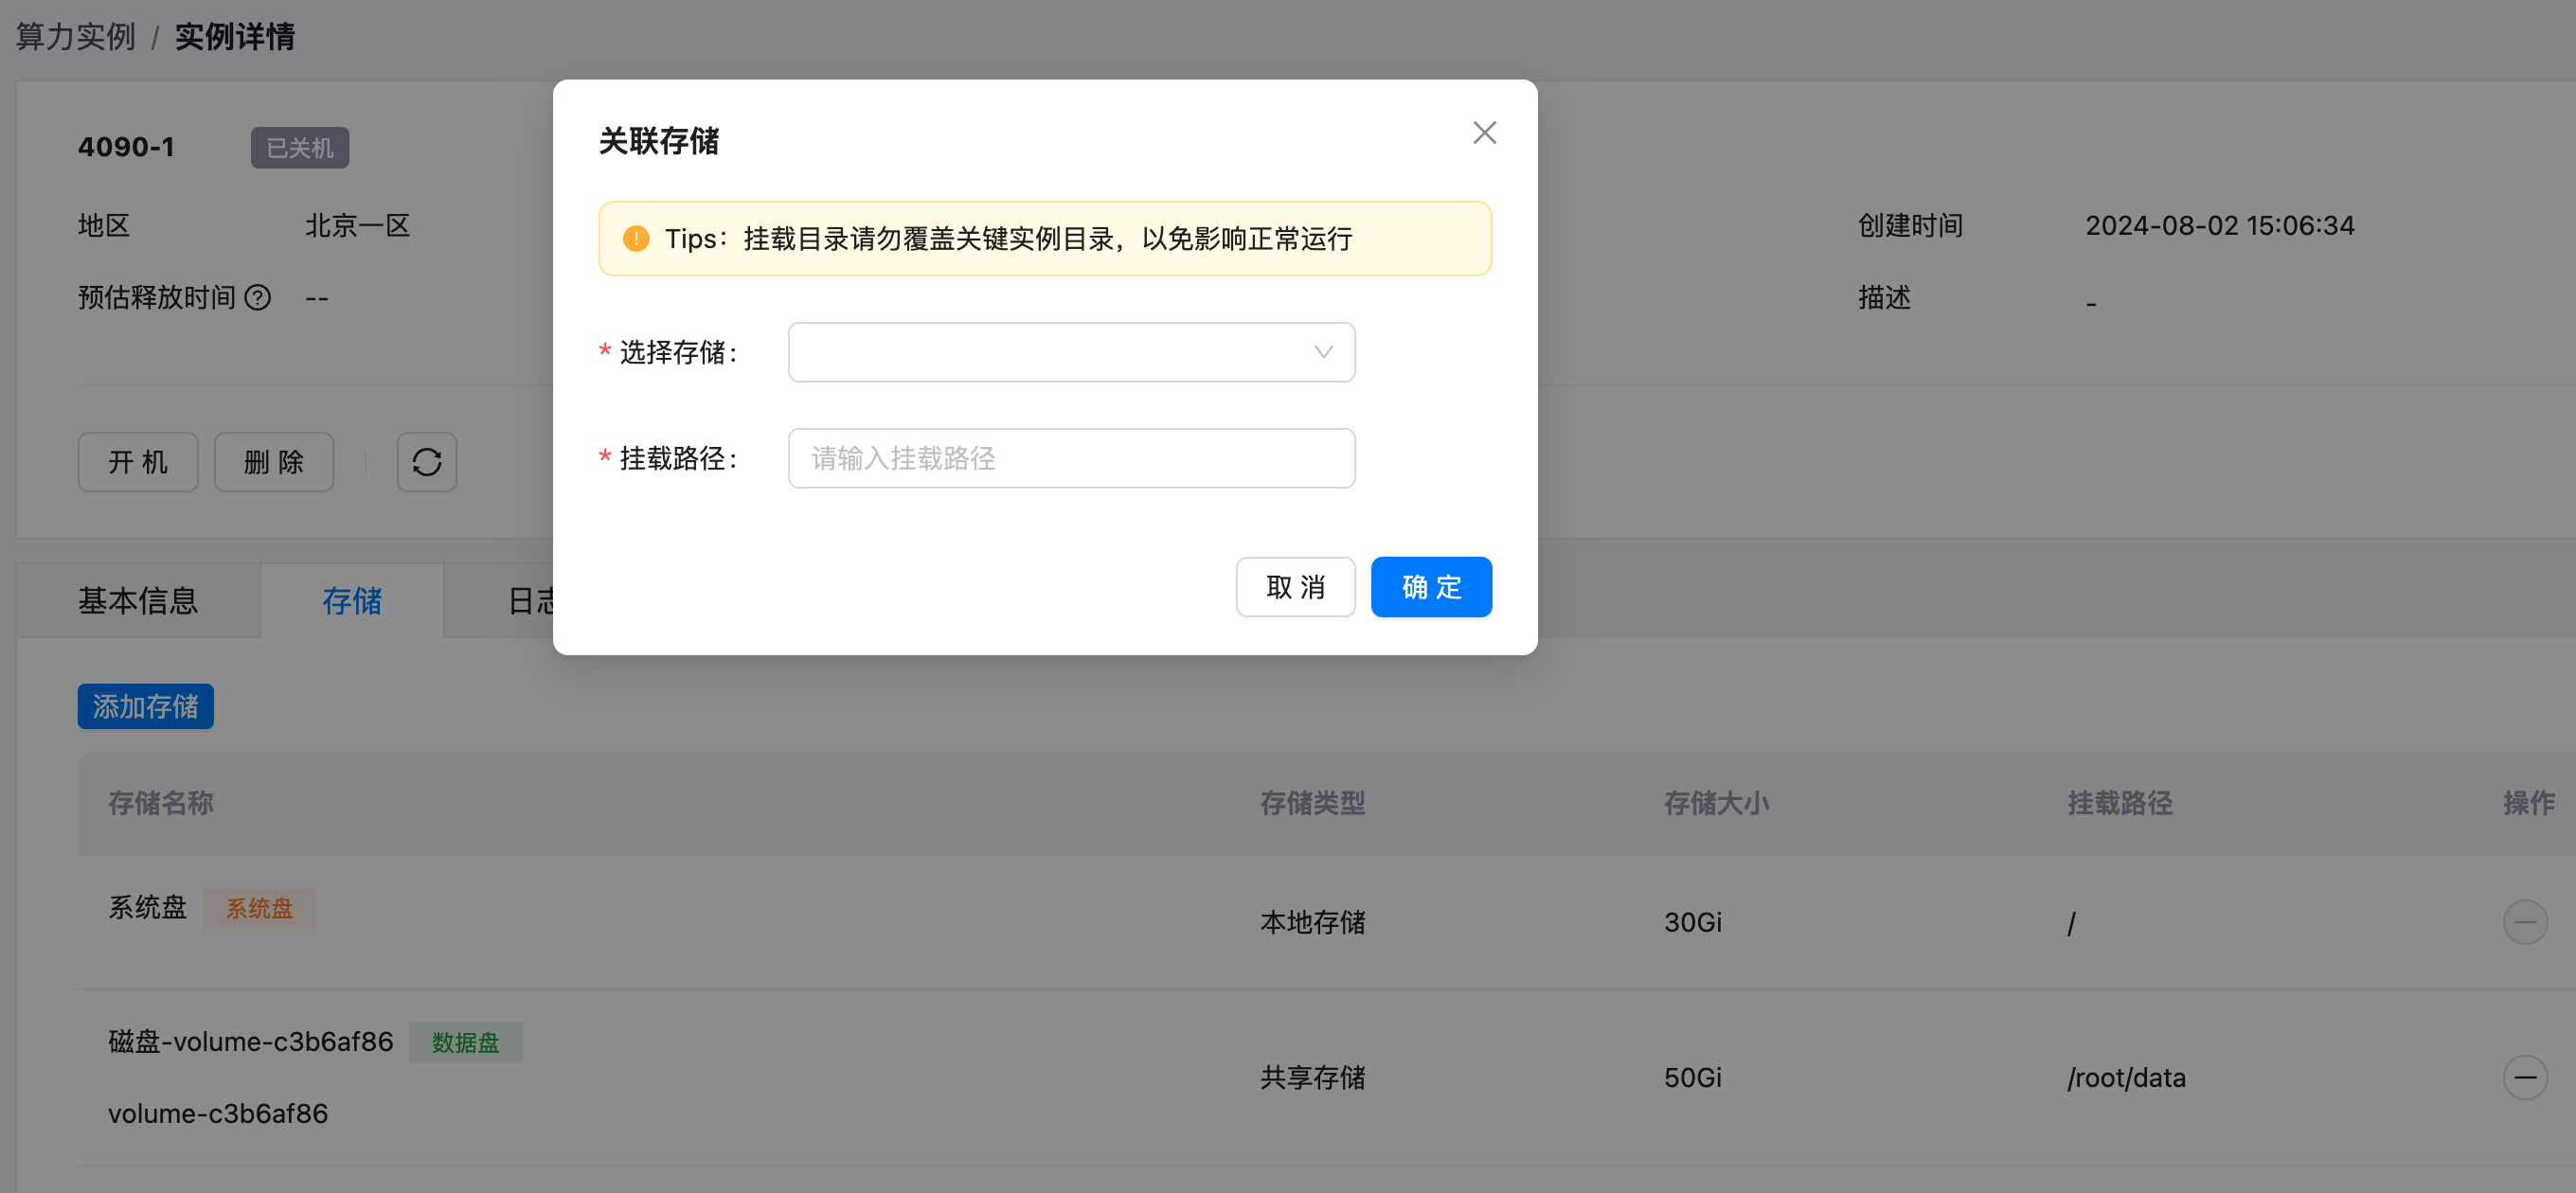 算力实例 / 实例详情
4090-1 已关机
地区 北京一区
创建时间 2024-08-02 15:06:34
预估释放时间 --
描述 -
开 机 删 除
关联存储
Tips：挂载目录请勿覆盖关键实例目录，以免影响正常运行
* 选择存储：
* 挂载路径： 请输入挂载路径
取 消 确 定
基本信息 存储 日志
添加存储
存储名称 存储类型 存储大小 挂载路径 操作
系统盘 系统盘 本地存储 30Gi /
磁盘-volume-c3b6af86 数据盘
共享存储 50Gi /root/data
volume-c3b6af86